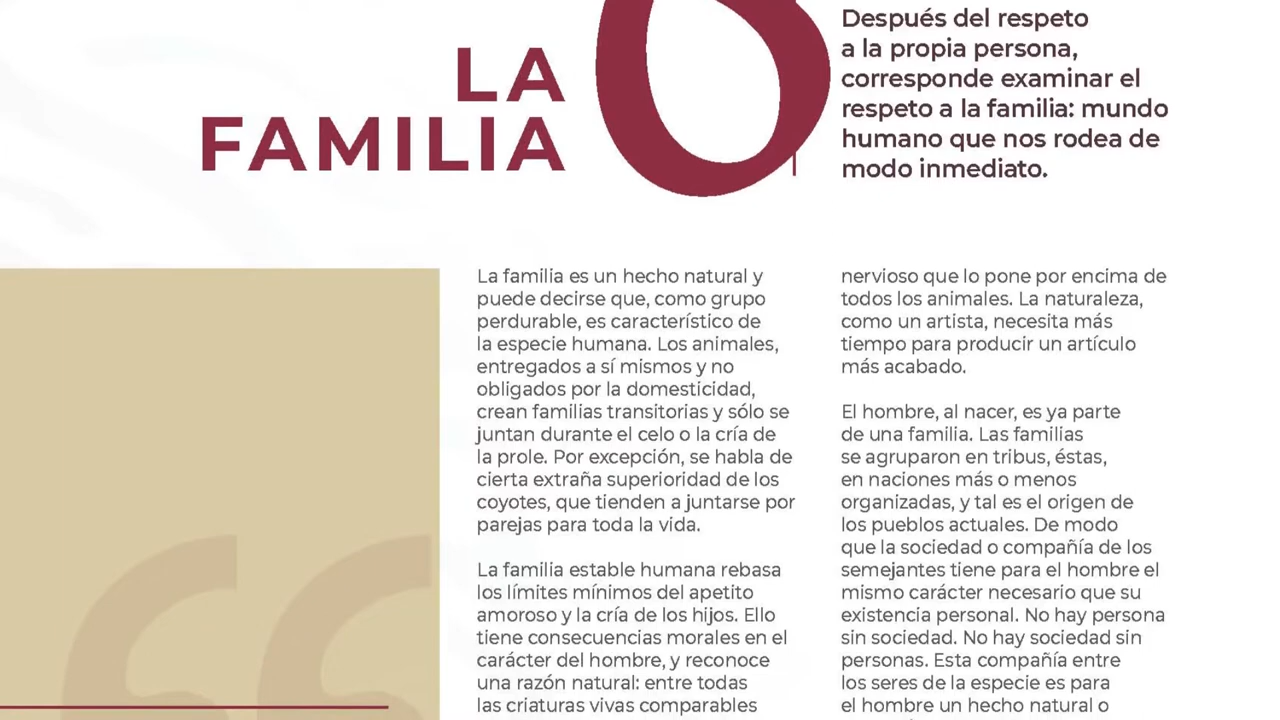 LA
FAMILIA
Después del respeto
a la propia persona,
corresponde examinar el
respeto a la familia: mundo
humano que nos rodea de
modo inmediato.
La familia es un hecho natural y
puede decirse que, como grupo
perdurable, es característico de
la especie humana. Los animales,
entregados a sí mismos y no
obligados por la domesticidad,
crean familias transitorias y sólo se
juntan durante el celo o la cría de
la prole. Por excepción, se habla de
cierta extraña superioridad de los
coyotes, que tienden a juntarse por
parejas para toda la vida.
La familia estable humana rebasa
los límites mínimos del apetito
amoroso y la cría de los hijos. Ello
tiene consecuencias morales en el
carácter del hombre, y reconoce
una razón natural: entre todas
las criaturas vivas comparables
nervioso que lo pone por encima de
todos los animales. La naturaleza,
como un artista, necesita más
tiempo para producir un artículo
más acabado.
El hombre, al nacer, es ya parte
de una familia. Las familias
se agruparon en tribus, éstas,
en naciones más o menos
organizadas, y tal es el origen de
los pueblos actuales. De modo
que la sociedad o compañía de los
semejantes tiene para el hombre el
mismo carácter necesario que su
existencia personal. No hay persona
sin sociedad. No hay sociedad sin
personas. Esta compañía entre
los seres de la especie es para
el hombre un hecho natural o